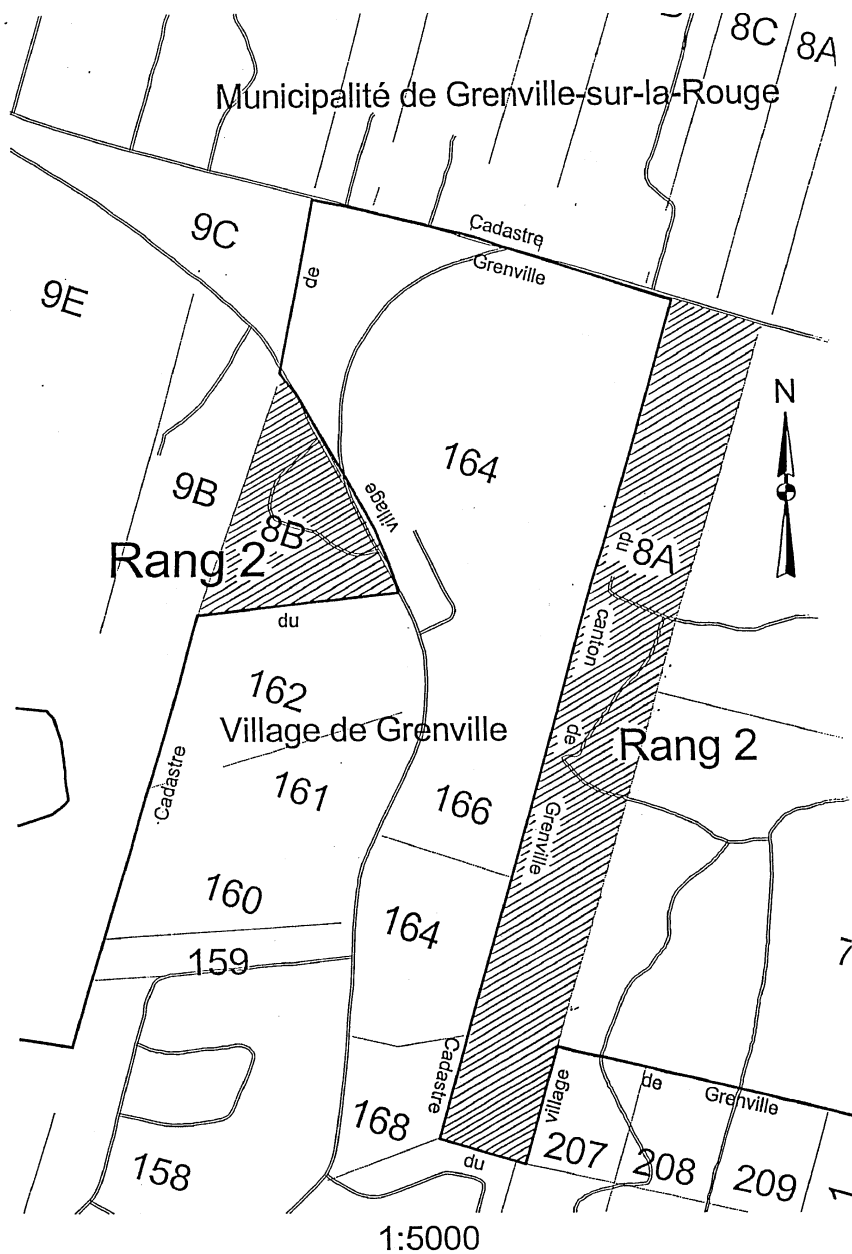 8C
8A
Municipalité de Grenville-sur-la-Rouge
9C
Cadastre
de
Grenville
9E
N
164
9B
village
8B
du
8A
Rang 2
du
canton
162
Village de Grenville
de
Rang 2
Cadastre
161
166
Grenville
160
164
159
7
Cadastre
village
de
Grenville
168
207
208
209
158
du
1
1:5000